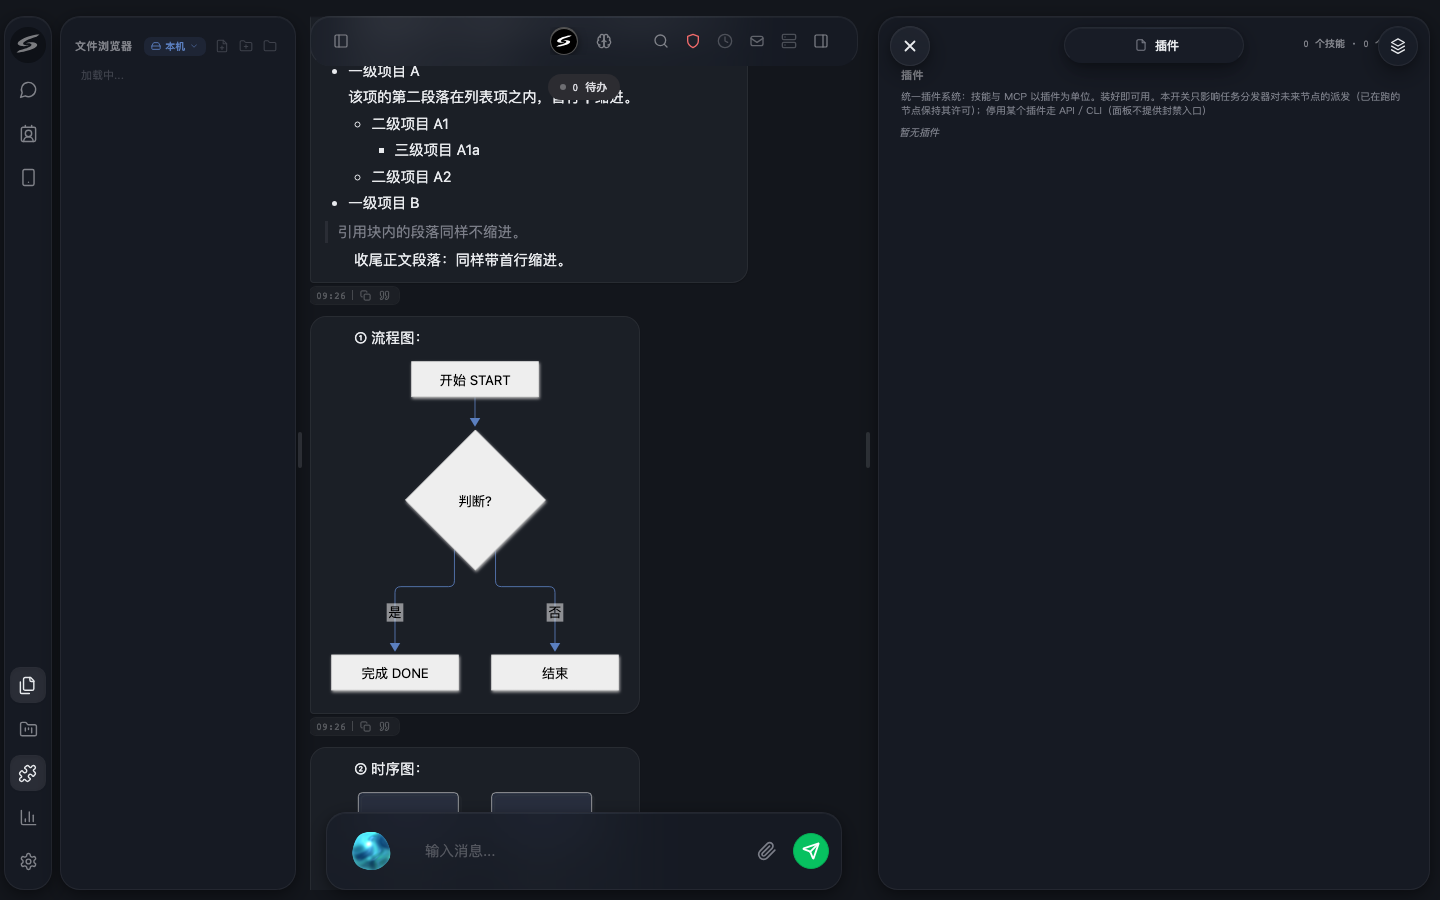 文件浏览器
本机
加载中...
一级项目 A
该项的第二段落在列表项之内，
0 待办
二级项目 A1
三级项目 A1a
二级项目 A2
一级项目 B
引用块内的段落同样不缩进。
收尾正文段落：同样带首行缩进。
09:26
① 流程图：
开始 START
判断?
是
否
完成 DONE
结束
09:26
② 时序图：
输入消息...
插件
0 个技能 · 0
插件
统一插件系统：技能与 MCP 以插件为单位。装好即可用。本开关只影响任务分发器对未来节点的派发（已在跑的
节点保持其许可）；停用某个插件走 API / CLI（面板不提供封禁入口）
暂无插件